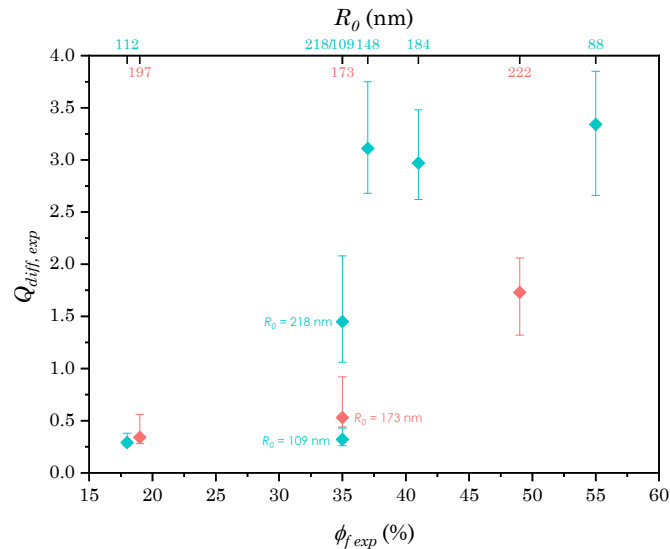 R₀ (nm)
112 218/109 148 184 88
197 173 222
4.0
3.5
3.0
2.5
2.0
1.5
1.0
0.5
0.0
Q_diff, exp
R₀ = 218 nm
R₀ = 173 nm
R₀ = 109 nm
15 20 25 30 35 40 45 50 55 60
ϕ_f exp (%)